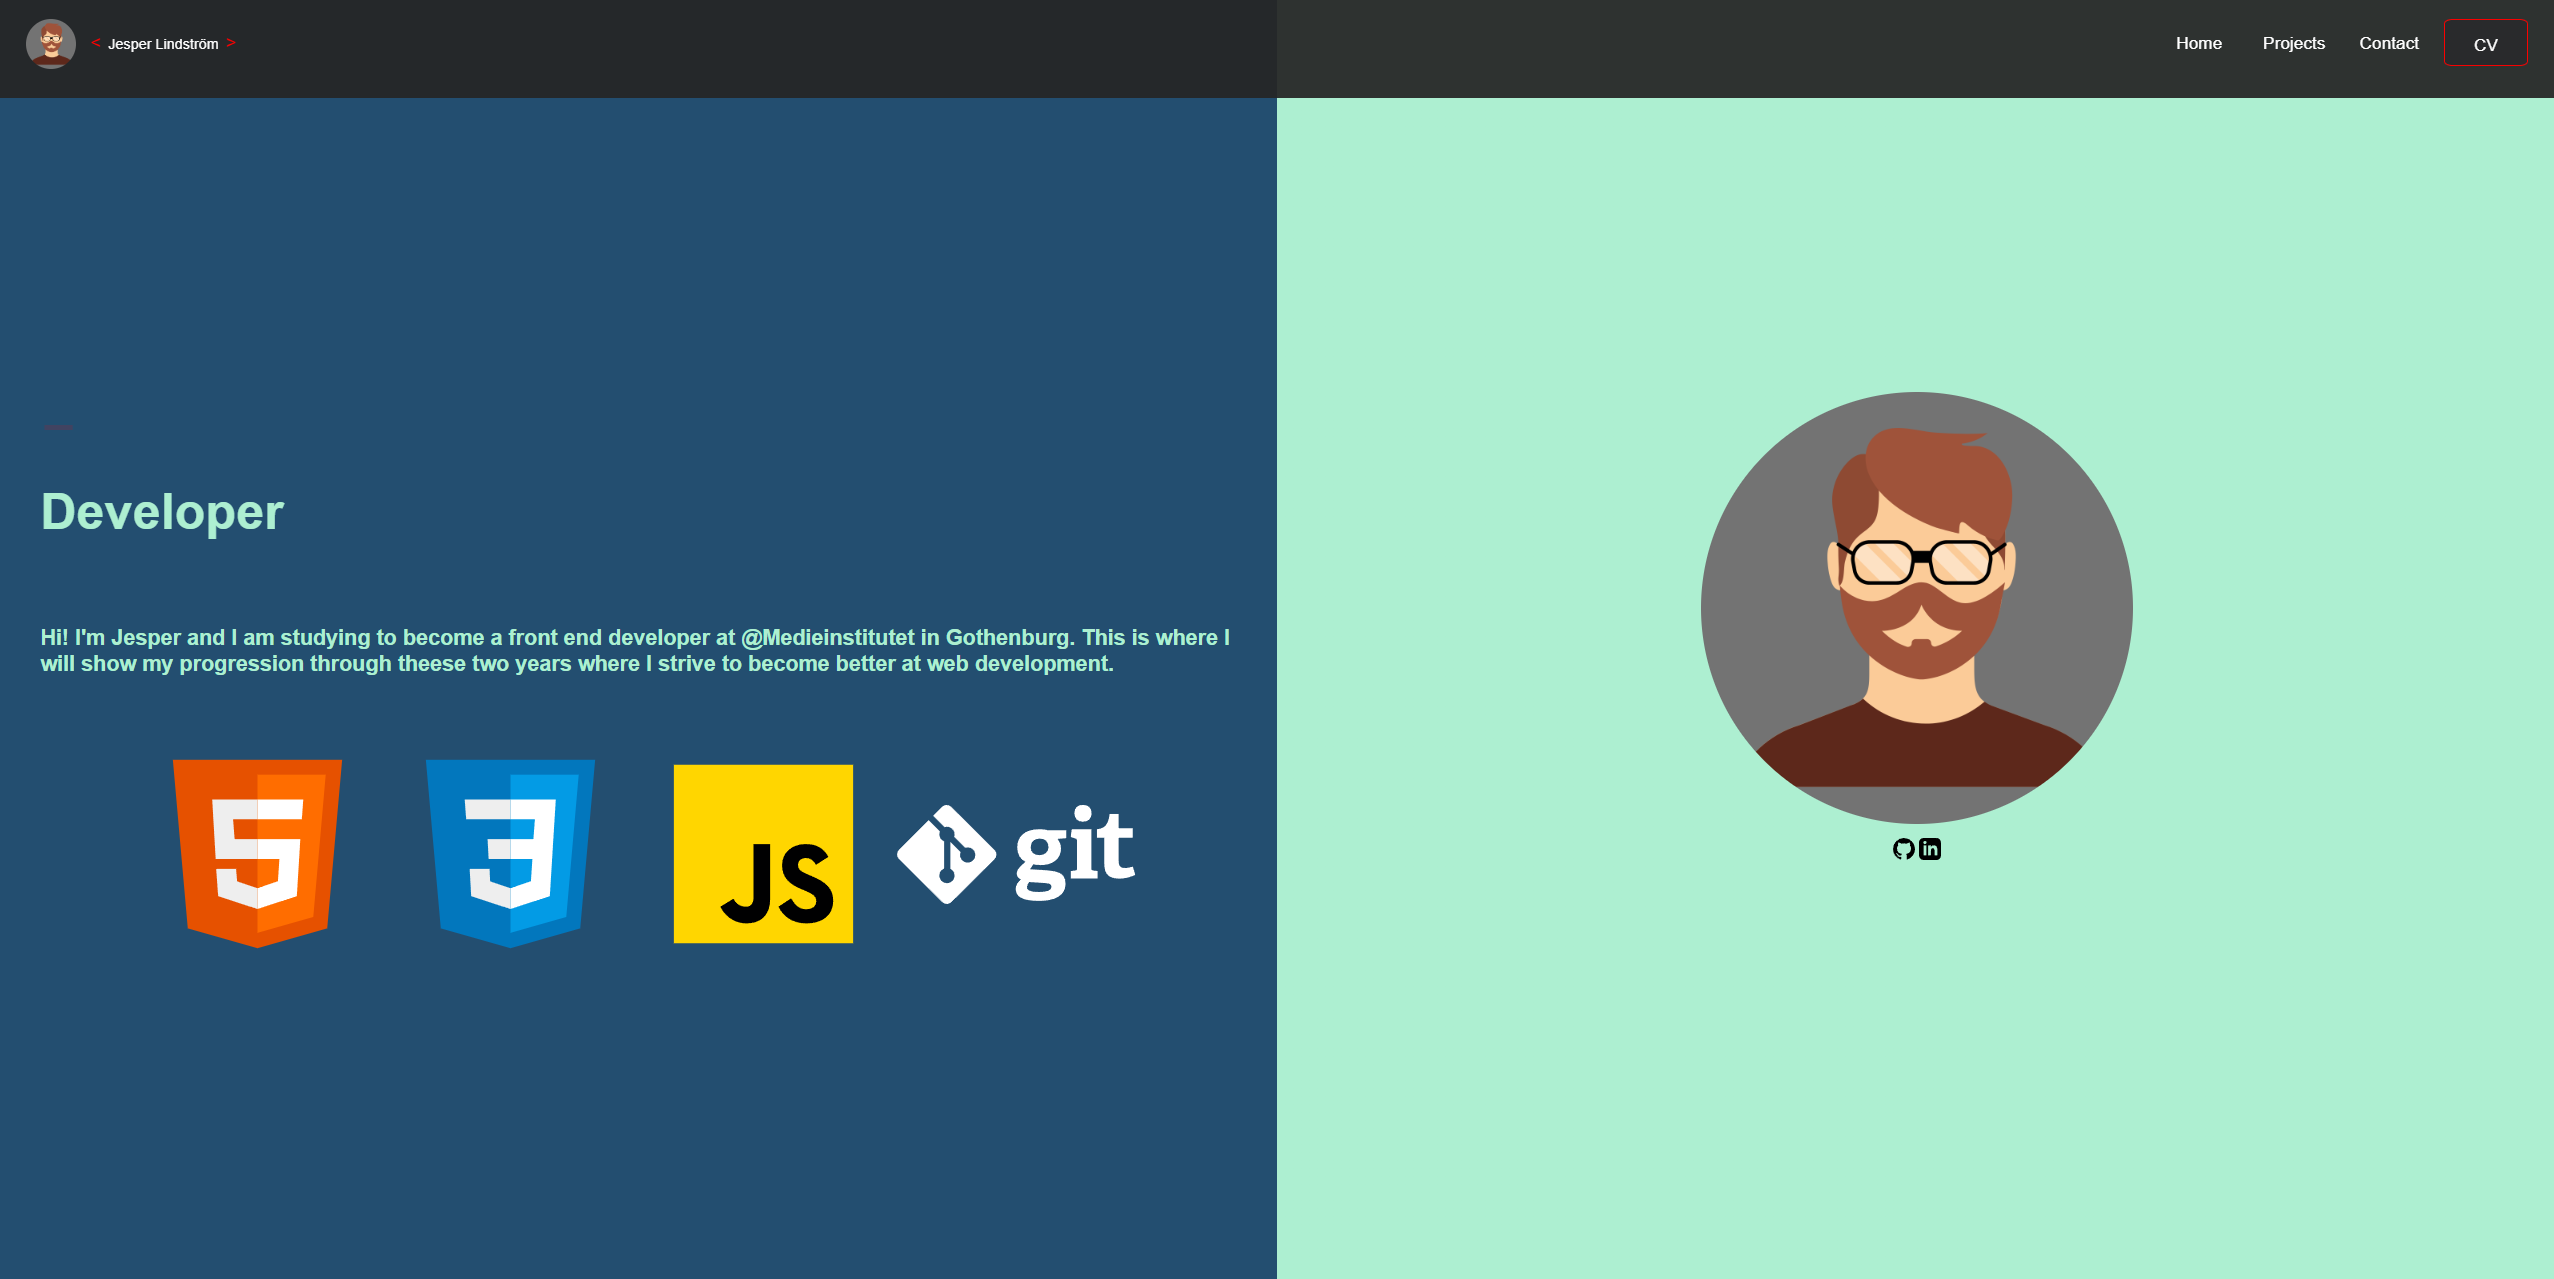 < Jesper Lindström >
Home Projects Contact CV
Developer
Hi! I'm Jesper and I am studying to become a front end developer at @Medieinstitutet in Gothenburg. This is where I
will show my progression through theese two years where I strive to become better at web development.
5
3
JS
git
in